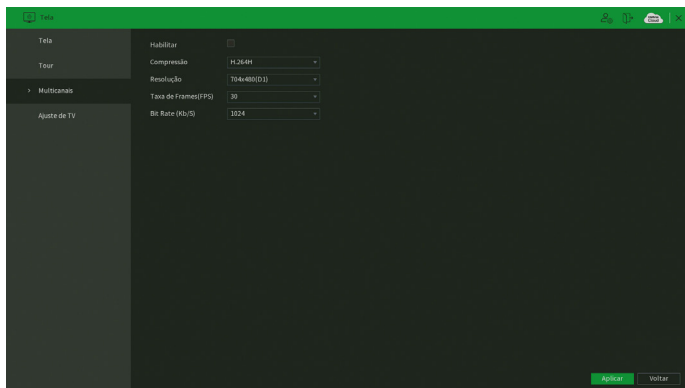 Tela
Tela
Tour
Multicanais
Ajuste de TV
Habilitar
Compressão H.264H
Resolução 704x480(D1)
Taxa de Frames(FPS) 30
Bit Rate (Kb/S) 1024
Aplicar Voltar